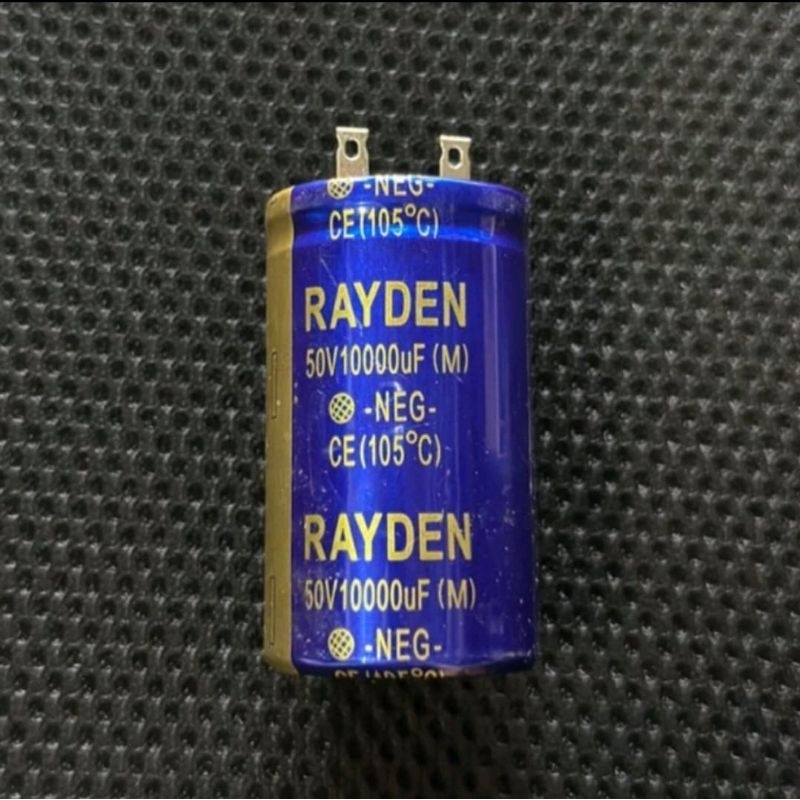 -NEG-
CE(105°C)
RAYDEN
50V10000uF (M)
-NEG-
CE(105°C)
RAYDEN
50V10000uF (M)
-NEG-